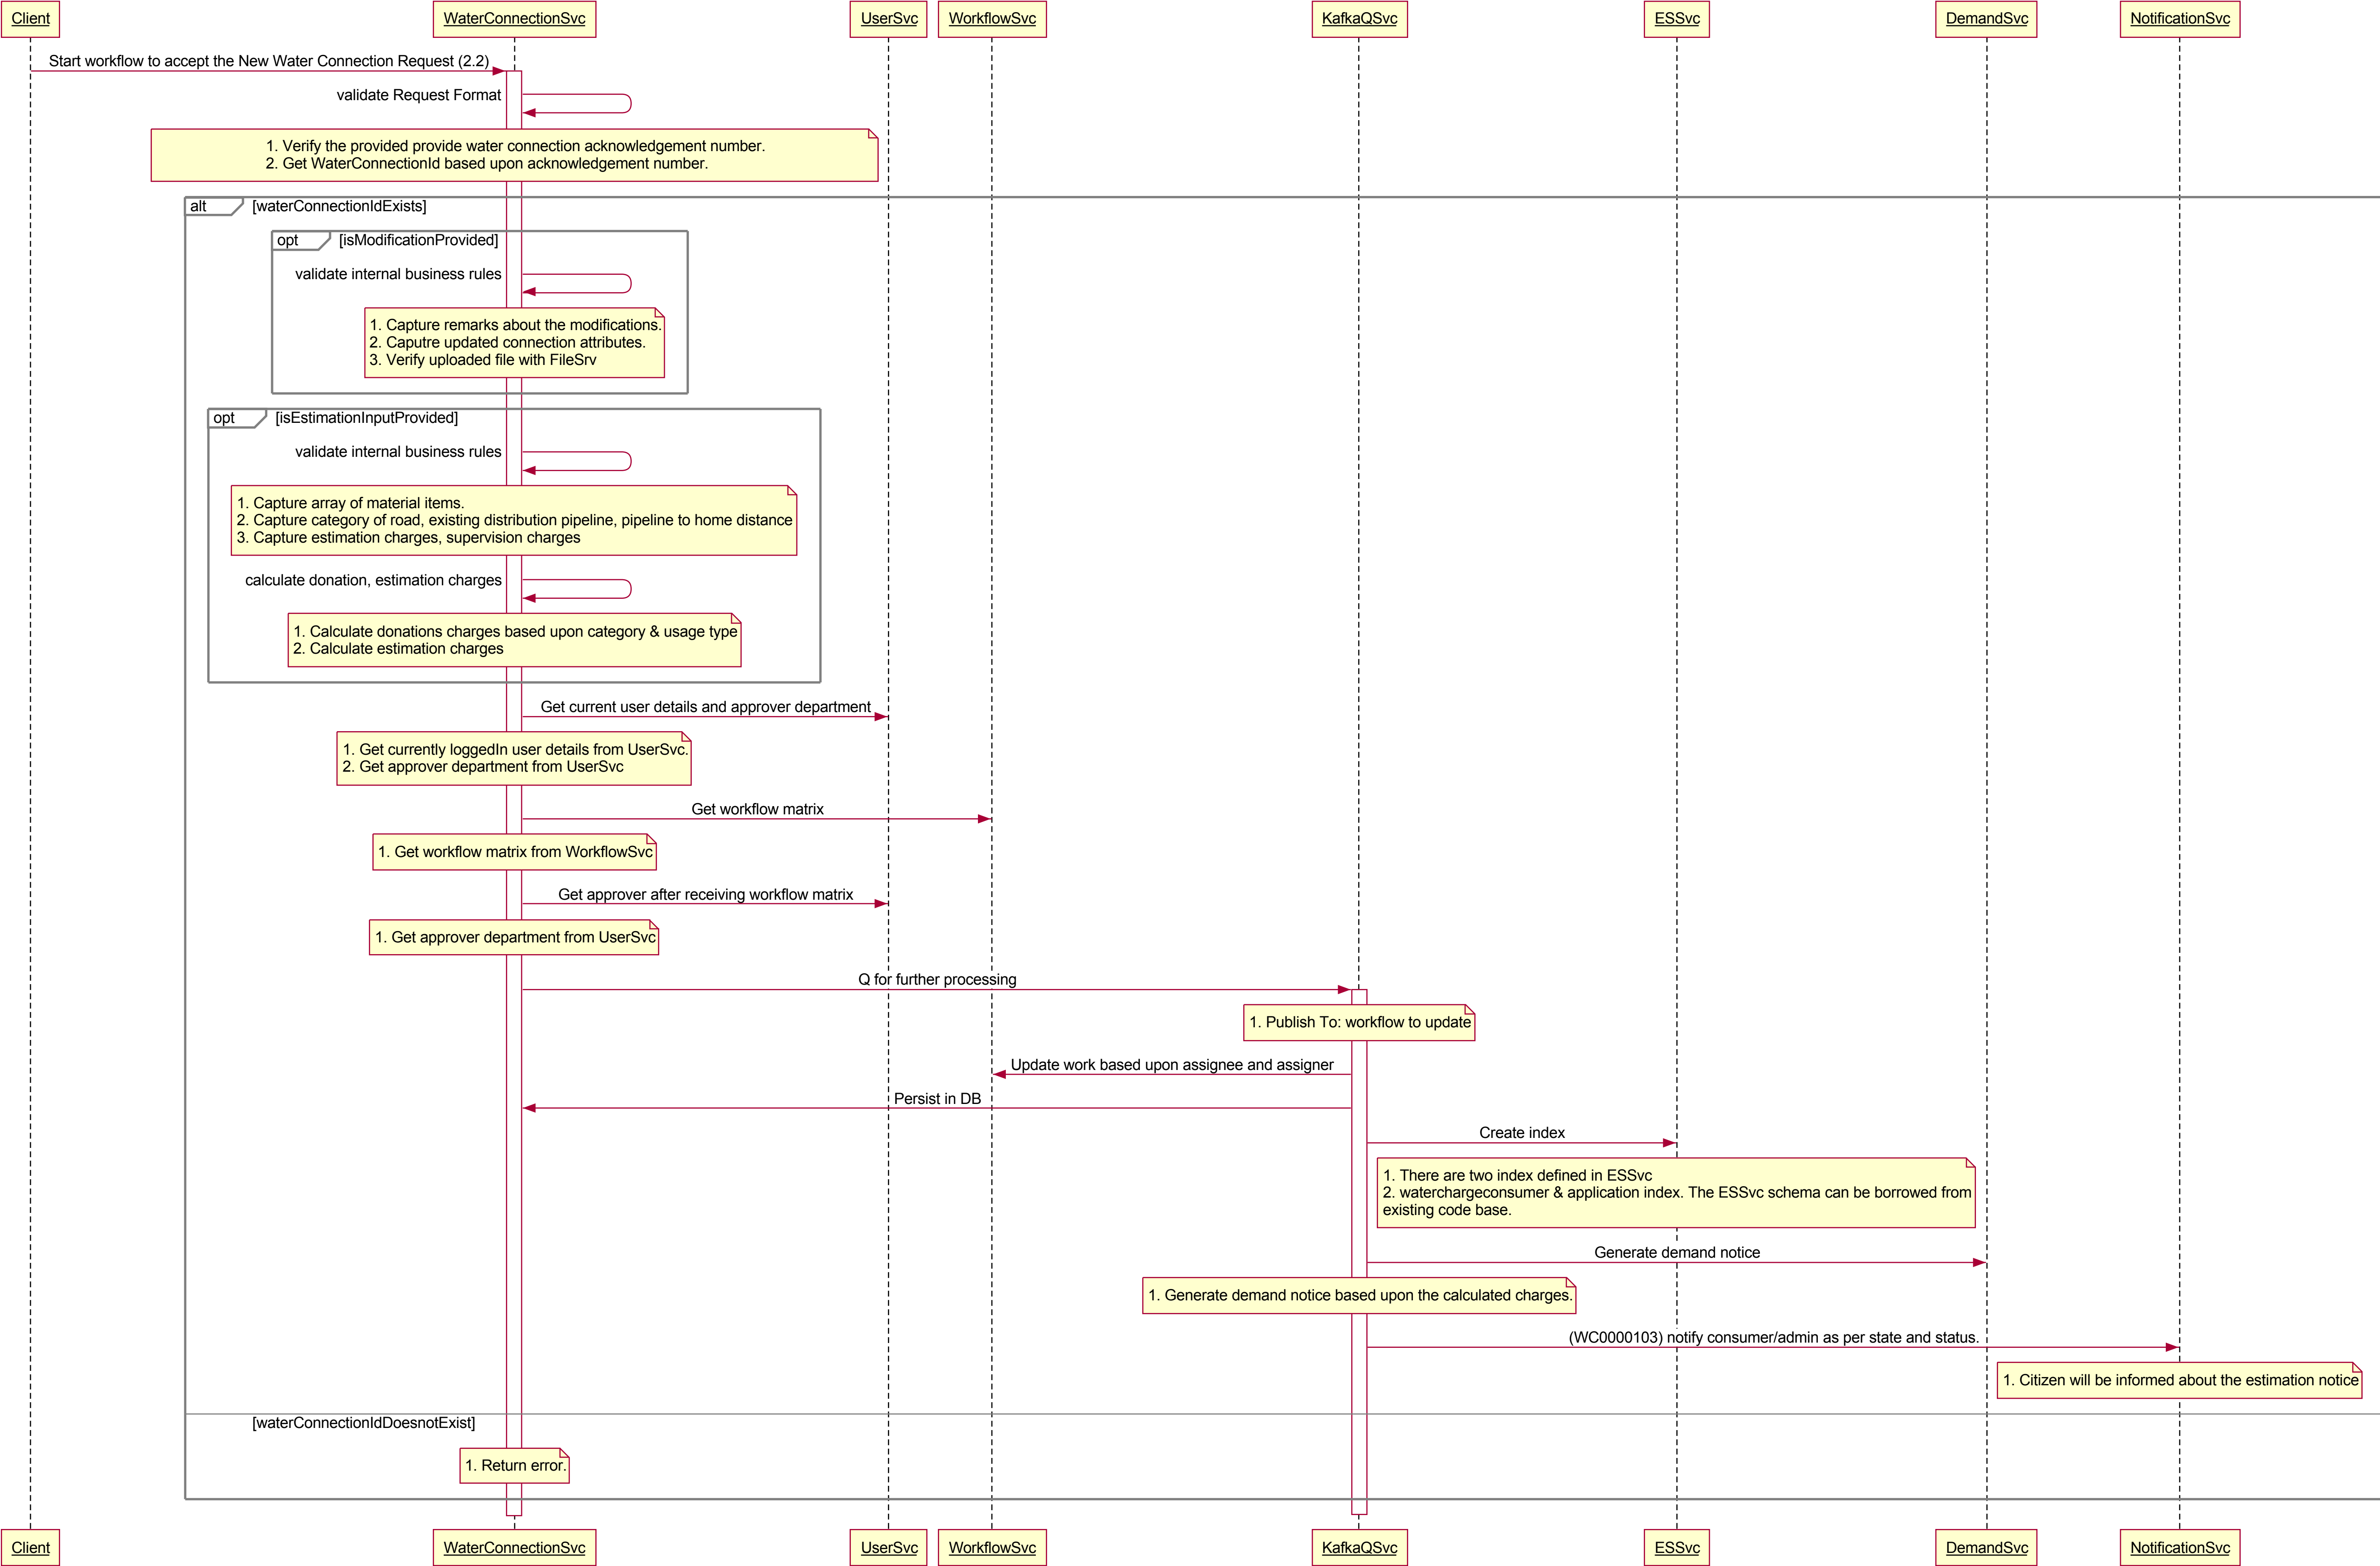 Client
WaterConnectionSvc
UserSvc
WorkflowSvc
KafkaQSvc
ESSvc
DemandSvc
NotificationSvc
Start workflow to accept the New Water Connection Request (2.2)
validate Request Format
1. Verify the provided provide water connection acknowledgement number.
2. Get WaterConnectionId based upon acknowledgement number.
alt
[waterConnectionIdExists]
opt
[isModificationProvided]
validate internal business rules
1. Capture remarks about the modifications.
2. Caputre updated connection attributes.
3. Verify uploaded file with FileSrv
opt
[isEstimationInputProvided]
validate internal business rules
1. Capture array of material items.
2. Capture category of road, existing distribution pipeline, pipeline to home distance
3. Capture estimation charges, supervision charges
calculate donation, estimation charges
1. Calculate donations charges based upon category & usage type
2. Calculate estimation charges
Get current user details and approver department
1. Get currently loggedIn user details from UserSvc.
2. Get approver department from UserSvc
Get workflow matrix
1. Get workflow matrix from WorkflowSvc
Get approver after receiving workflow matrix
1. Get approver department from UserSvc
Q for further processing
1. Publish To: workflow to update
Update work based upon assignee and assigner
Persist in DB
Create index
1. There are two index defined in ESSvc
2. waterchargeconsumer & application index. The ESSvc schema can be borrowed from
existing code base.
Generate demand notice
1. Generate demand notice based upon the calculated charges.
(WC0000103) notify consumer/admin as per state and status.
1. Citizen will be informed about the estimation notice
[waterConnectionIdDoesnotExist]
1. Return error.
Client
WaterConnectionSvc
UserSvc
WorkflowSvc
KafkaQSvc
ESSvc
DemandSvc
NotificationSvc